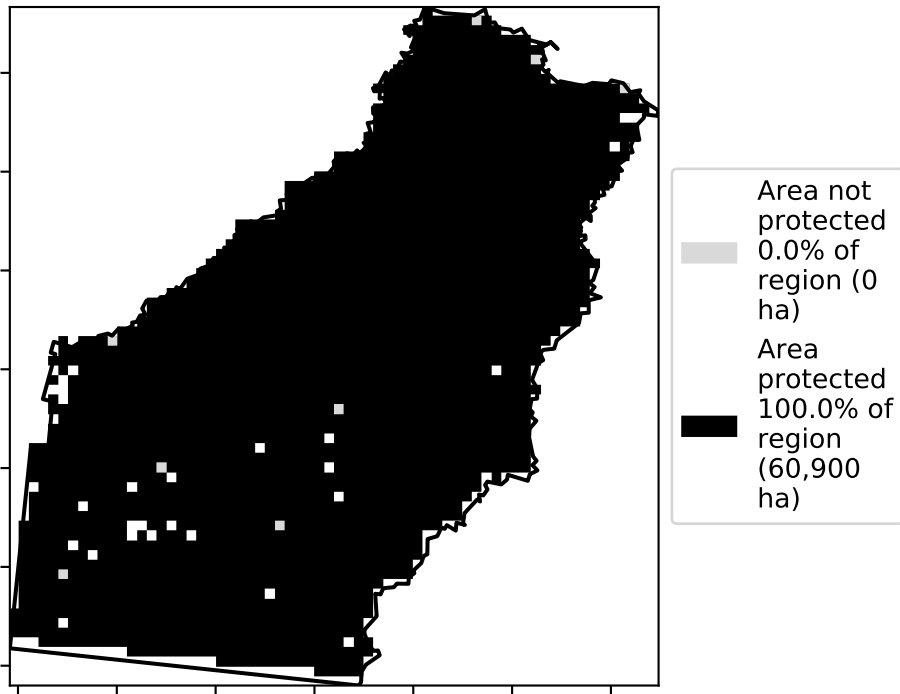 Area not
protected
0.0% of
region (0
ha)
Area
protected
100.0% of
region
(60,900
ha)